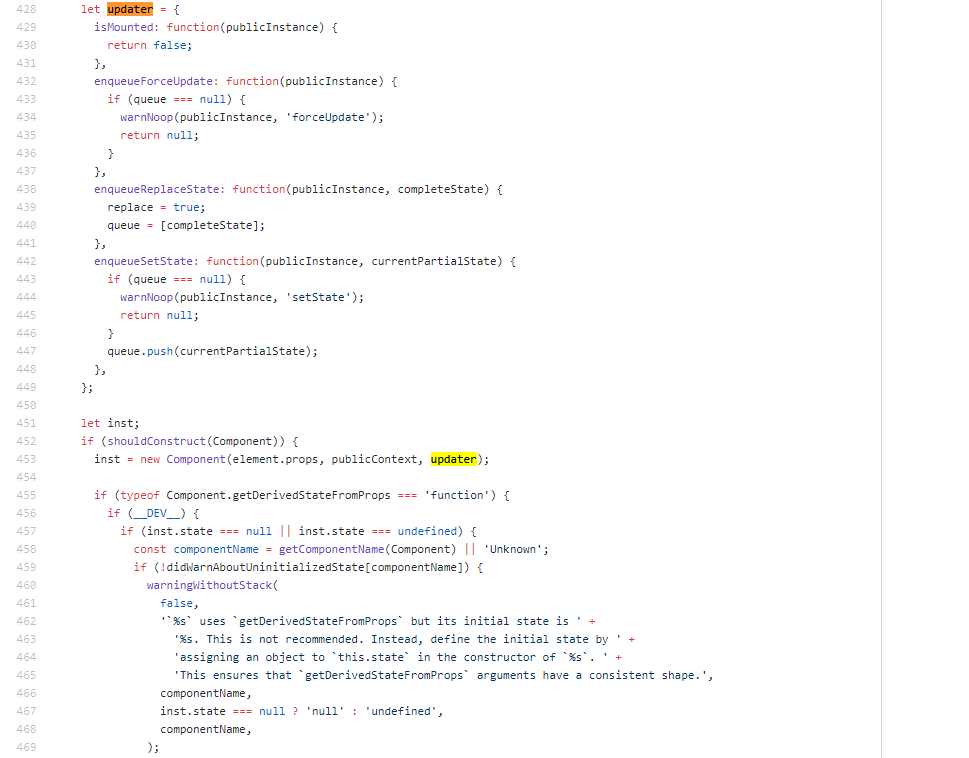 428 let updater = {
429 isMounted: function(publicInstance) {
430 return false;
431 },
432 enqueueForceUpdate: function(publicInstance) {
433 if (queue === null) {
434 warnNoop(publicInstance, 'forceUpdate');
435 return null;
436 }
437 },
438 enqueueReplaceState: function(publicInstance, completeState) {
439 replace = true;
440 queue = [completeState];
441 },
442 enqueueSetState: function(publicInstance, currentPartialState) {
443 if (queue === null) {
444 warnNoop(publicInstance, 'setState');
445 return null;
446 }
447 queue.push(currentPartialState);
448 },
449 };
450
451 let inst;
452 if (shouldConstruct(Component)) {
453 inst = new Component(element.props, publicContext, updater);
454
455 if (typeof Component.getDerivedStateFromProps === 'function') {
456 if (__DEV__) {
457 if (inst.state === null || inst.state === undefined) {
458 const componentName = getComponentName(Component) || 'Unknown';
459 if (!didWarnAboutUninitializedState[componentName]) {
460 warningWithoutStack(
461 false,
462 '`%s` uses `getDerivedStateFromProps` but its initial state is ' +
463 '%s. This is not recommended. Instead, define the initial state by ' +
464 'assigning an object to `this.state` in the constructor of `%s`. ' +
465 'This ensures that `getDerivedStateFromProps` arguments have a consistent shape.',
466 componentName,
467 inst.state === null ? 'null' : 'undefined',
468 componentName,
469 );